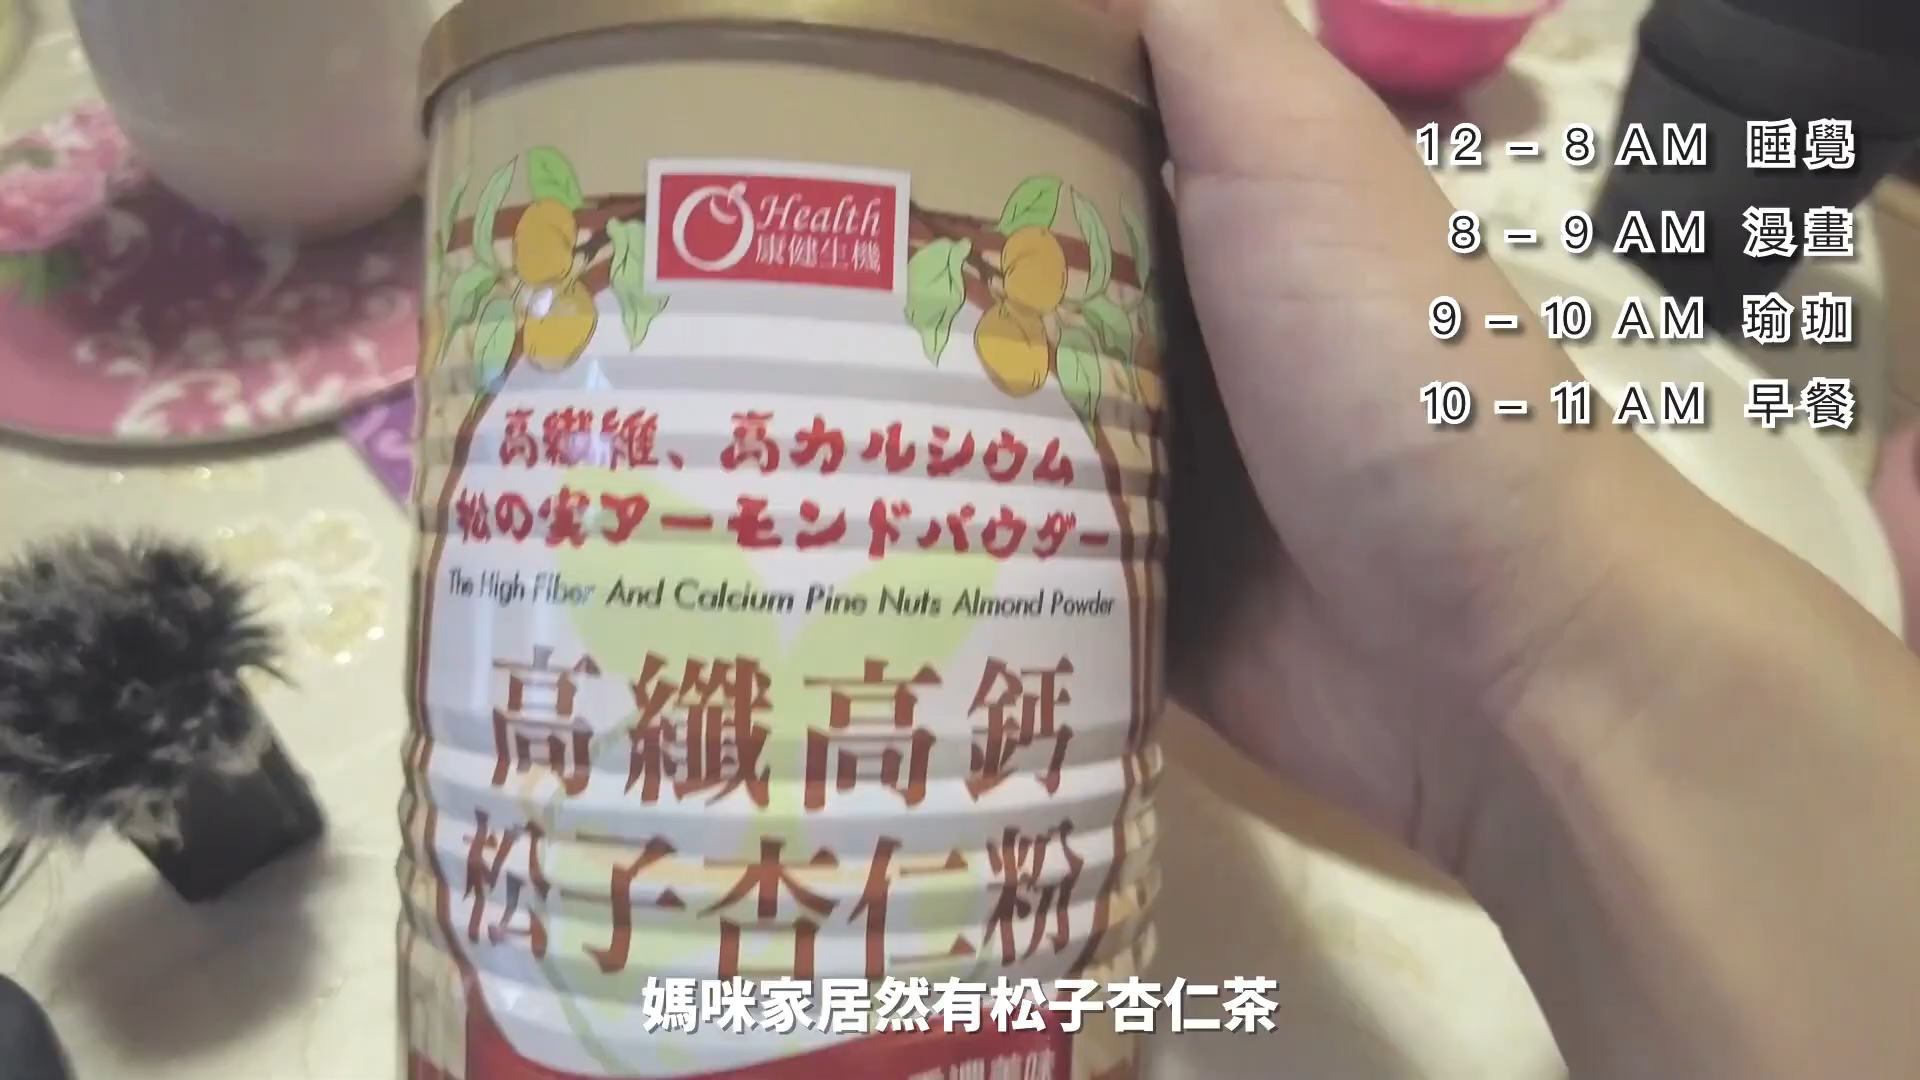 12 - 8 AM 睡覺
8 - 9 AM 漫畫
9 - 10 AM 瑜珈
10 - 11 AM 早餐
Health
康健生機
高繊維、高カルシウム
松の実アーモンドパウダー
The High Fiber And Calcium Pine Nuts Almond Powder
高纖高鈣
松子杏仁粉
媽咪家居然有松子杏仁茶